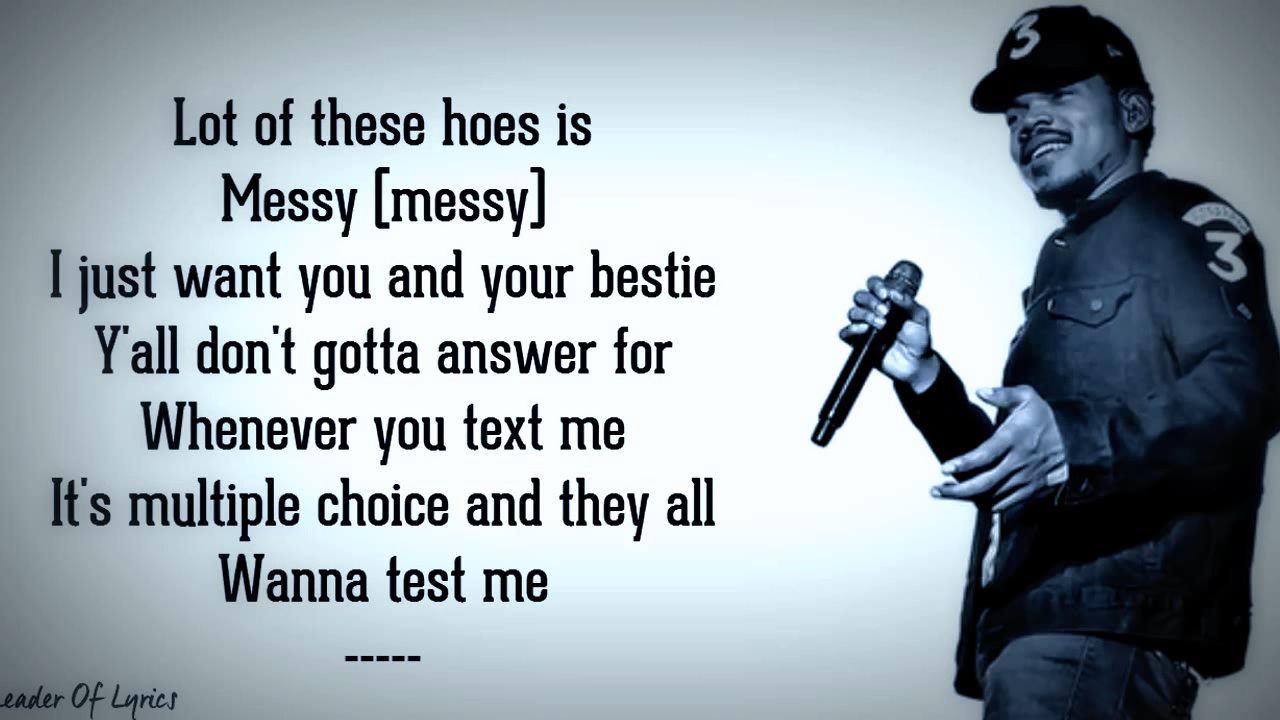 Lot of these hoes is
Messy [messy]
I just want you and your bestie
Y'all don't gotta answer for
Whenever you text me
It's multiple choice and they all
Wanna test me
-----
eader Of Lyrics
3
3